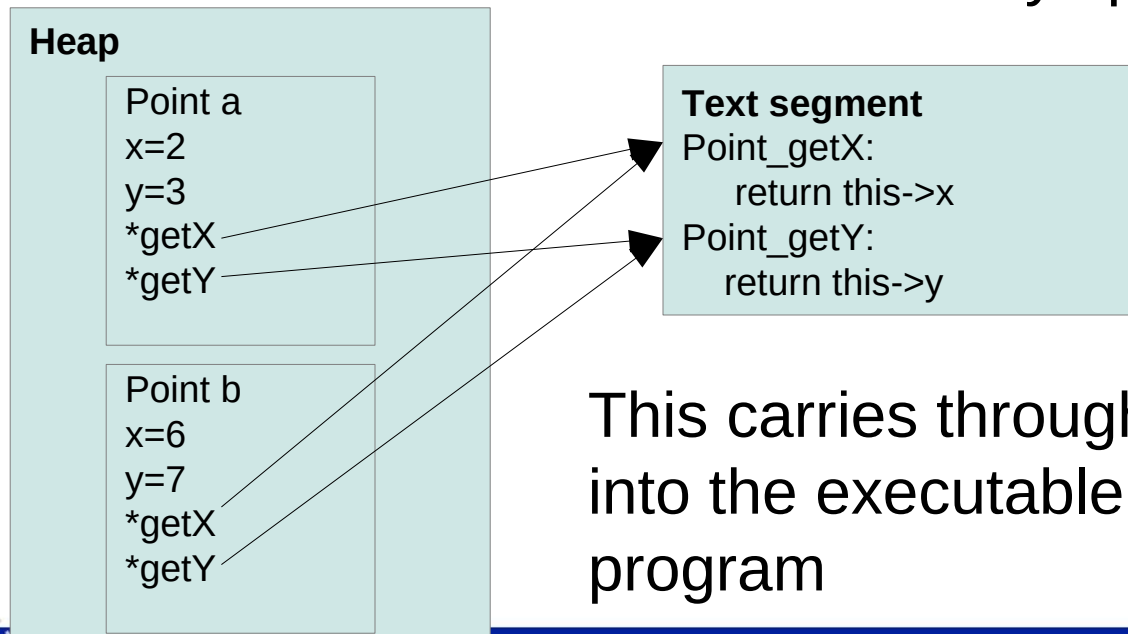 Heap
Point a
x=2
y=3
*getX
*getY
Point b
x=6
y=7
*getX
*getY
Text segment
Point_getX:
return this->x
Point_getY:
return this->y
This carries through
into the executable
program